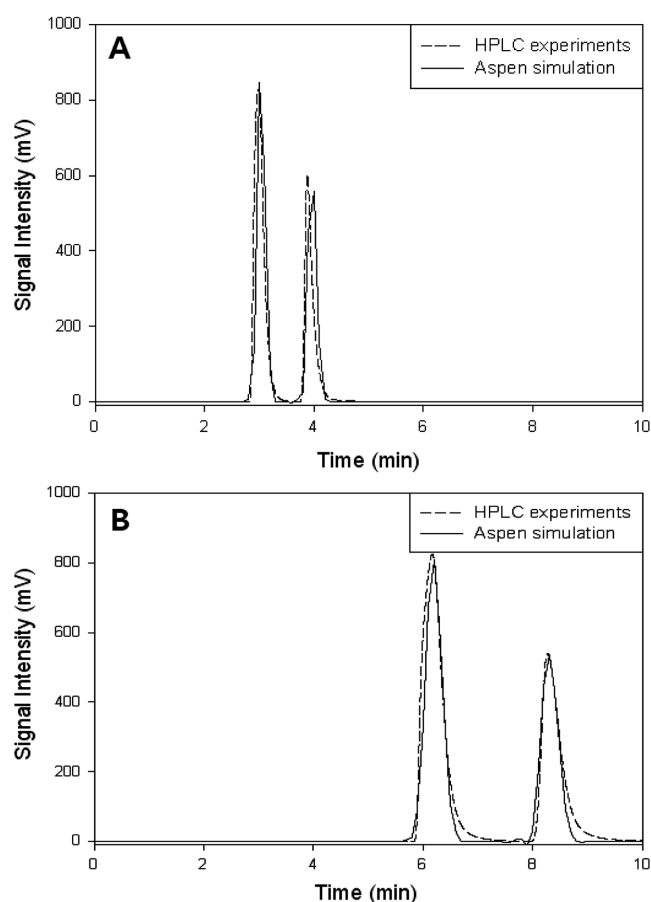 A
HPLC experiments
Aspen simulation
Signal Intensity (mV)
1000
800
600
400
200
0
0 2 4 6 8 10
Time (min)
B
HPLC experiments
Aspen simulation
Signal Intensity (mV)
1000
800
600
400
200
0
0 2 4 6 8 10
Time (min)